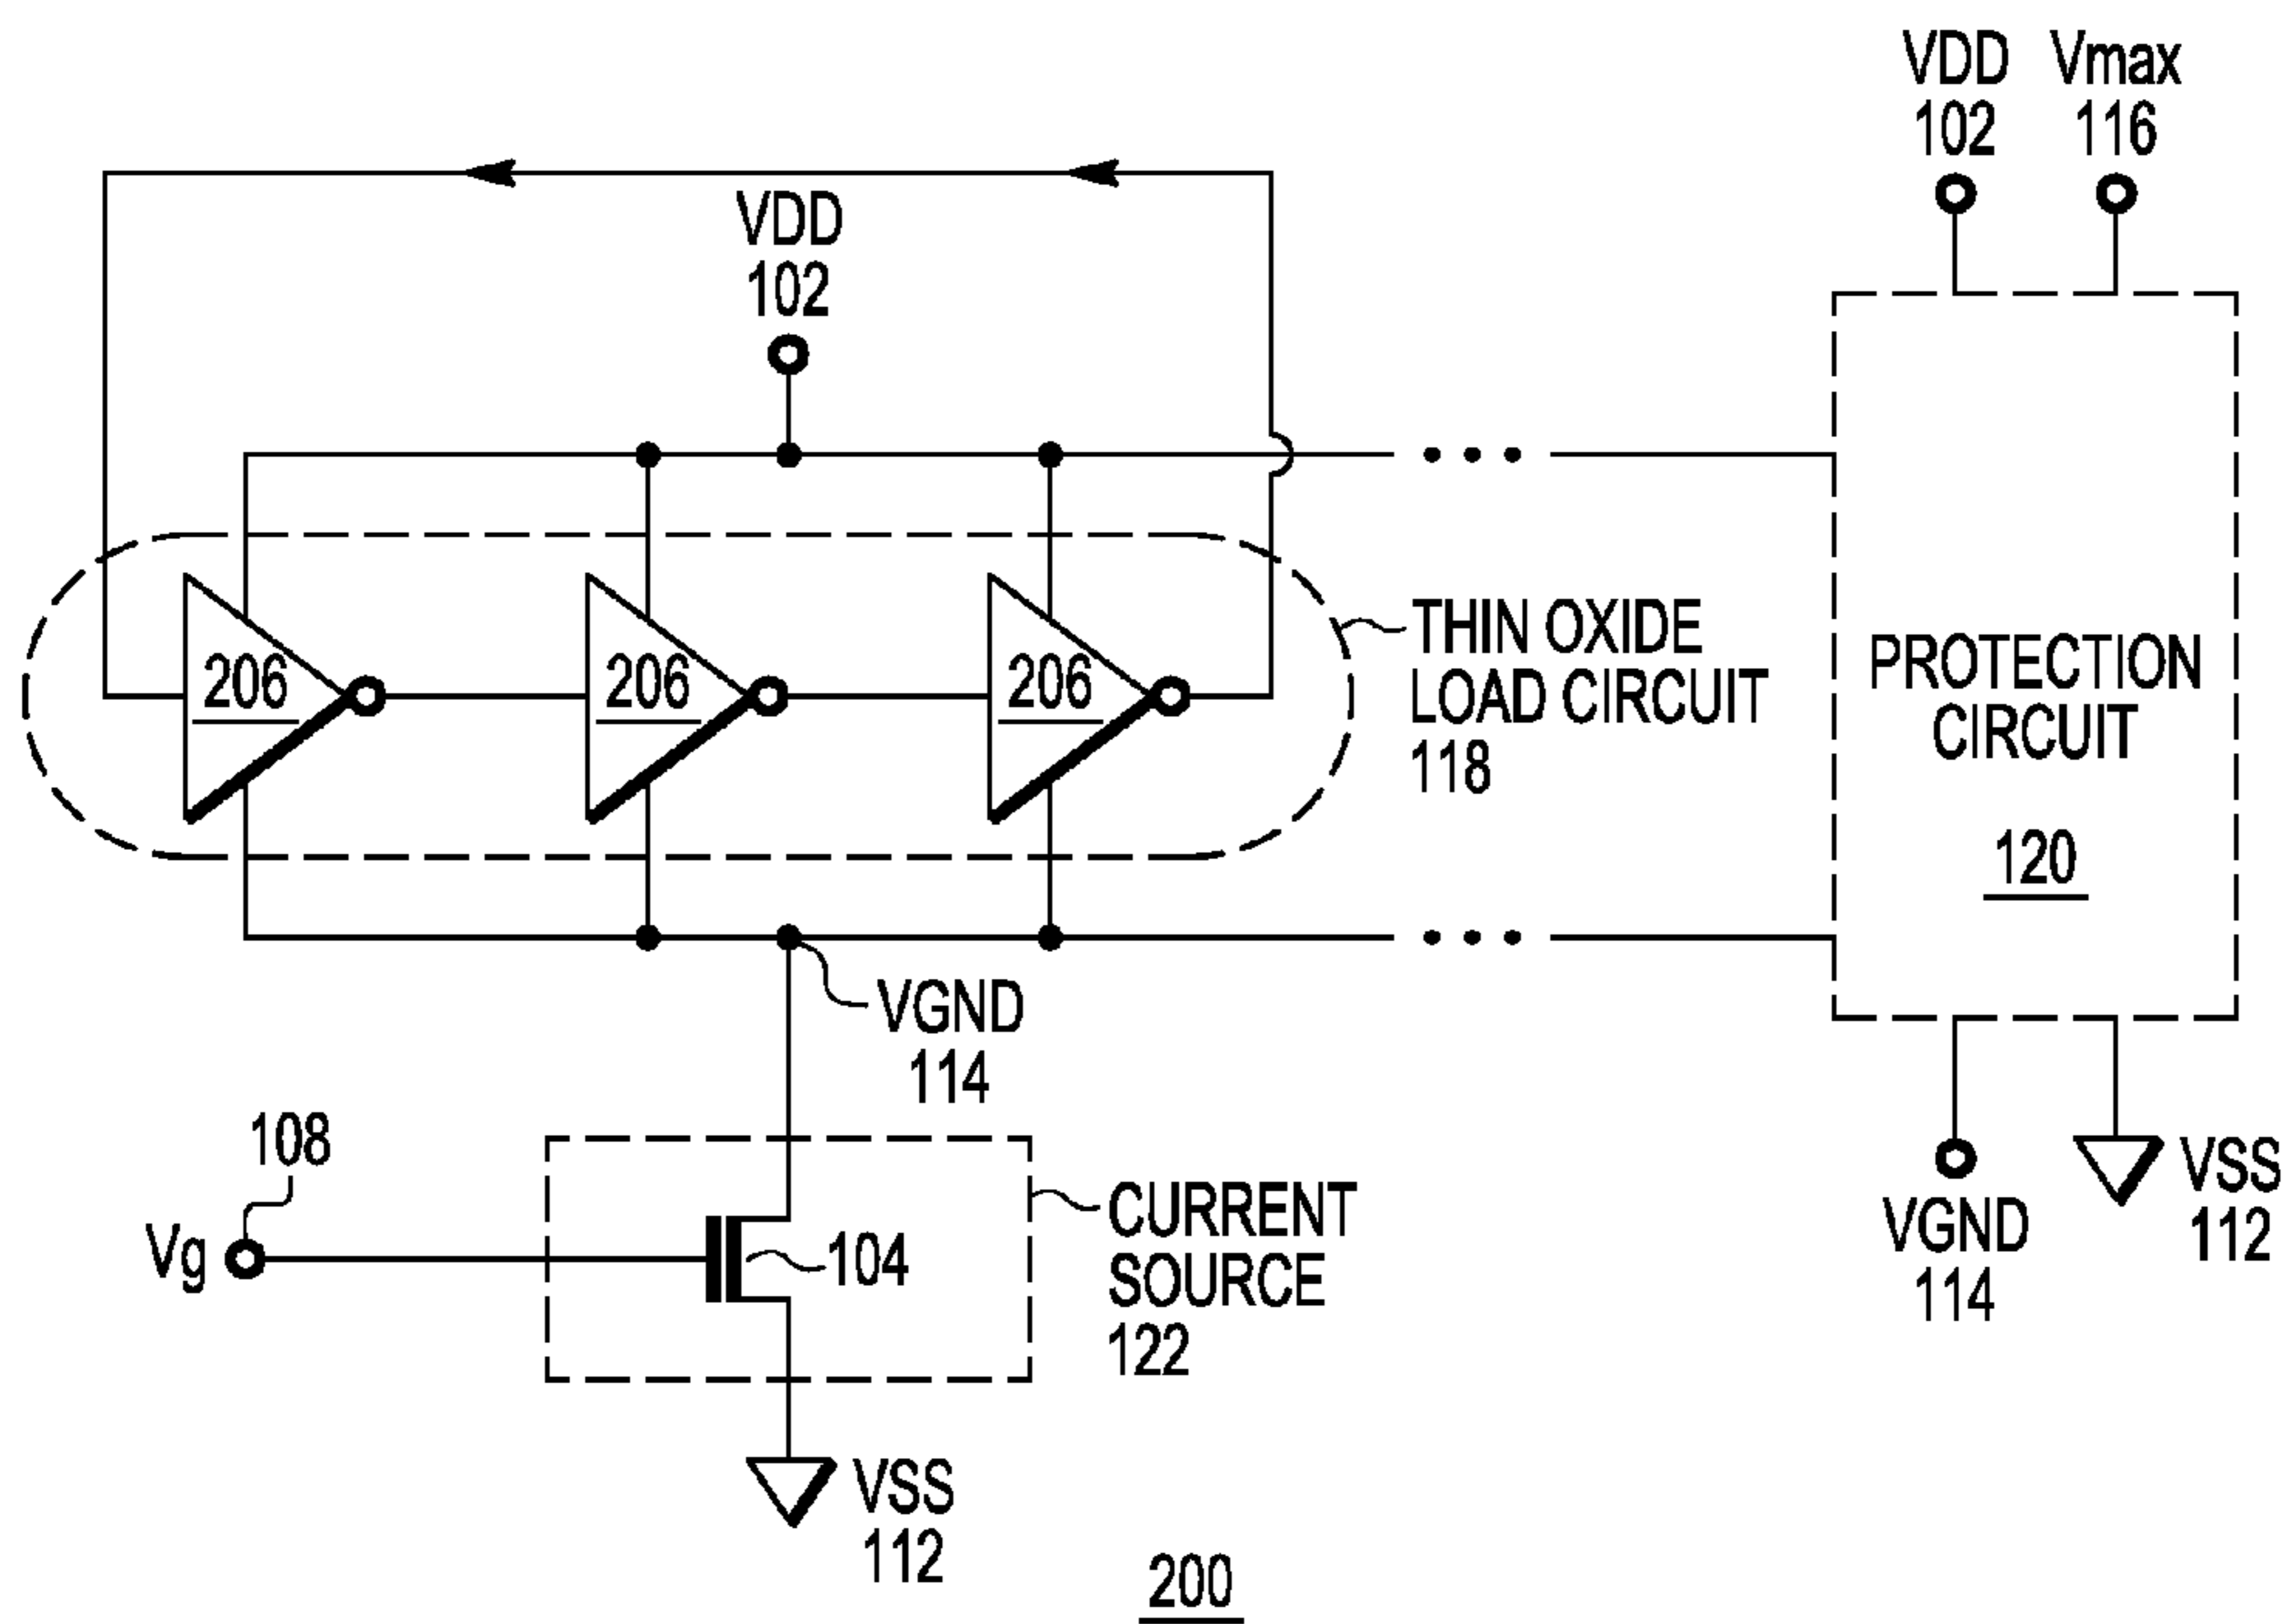 VDD
102
Vmax
116
VDD
102
206
206
206
THIN OXIDE
LOAD CIRCUIT
118
PROTECTION
CIRCUIT
120
VGND
114
108
Vg
104
CURRENT
SOURCE
122
VGND
114
VSS
112
VSS
112
200